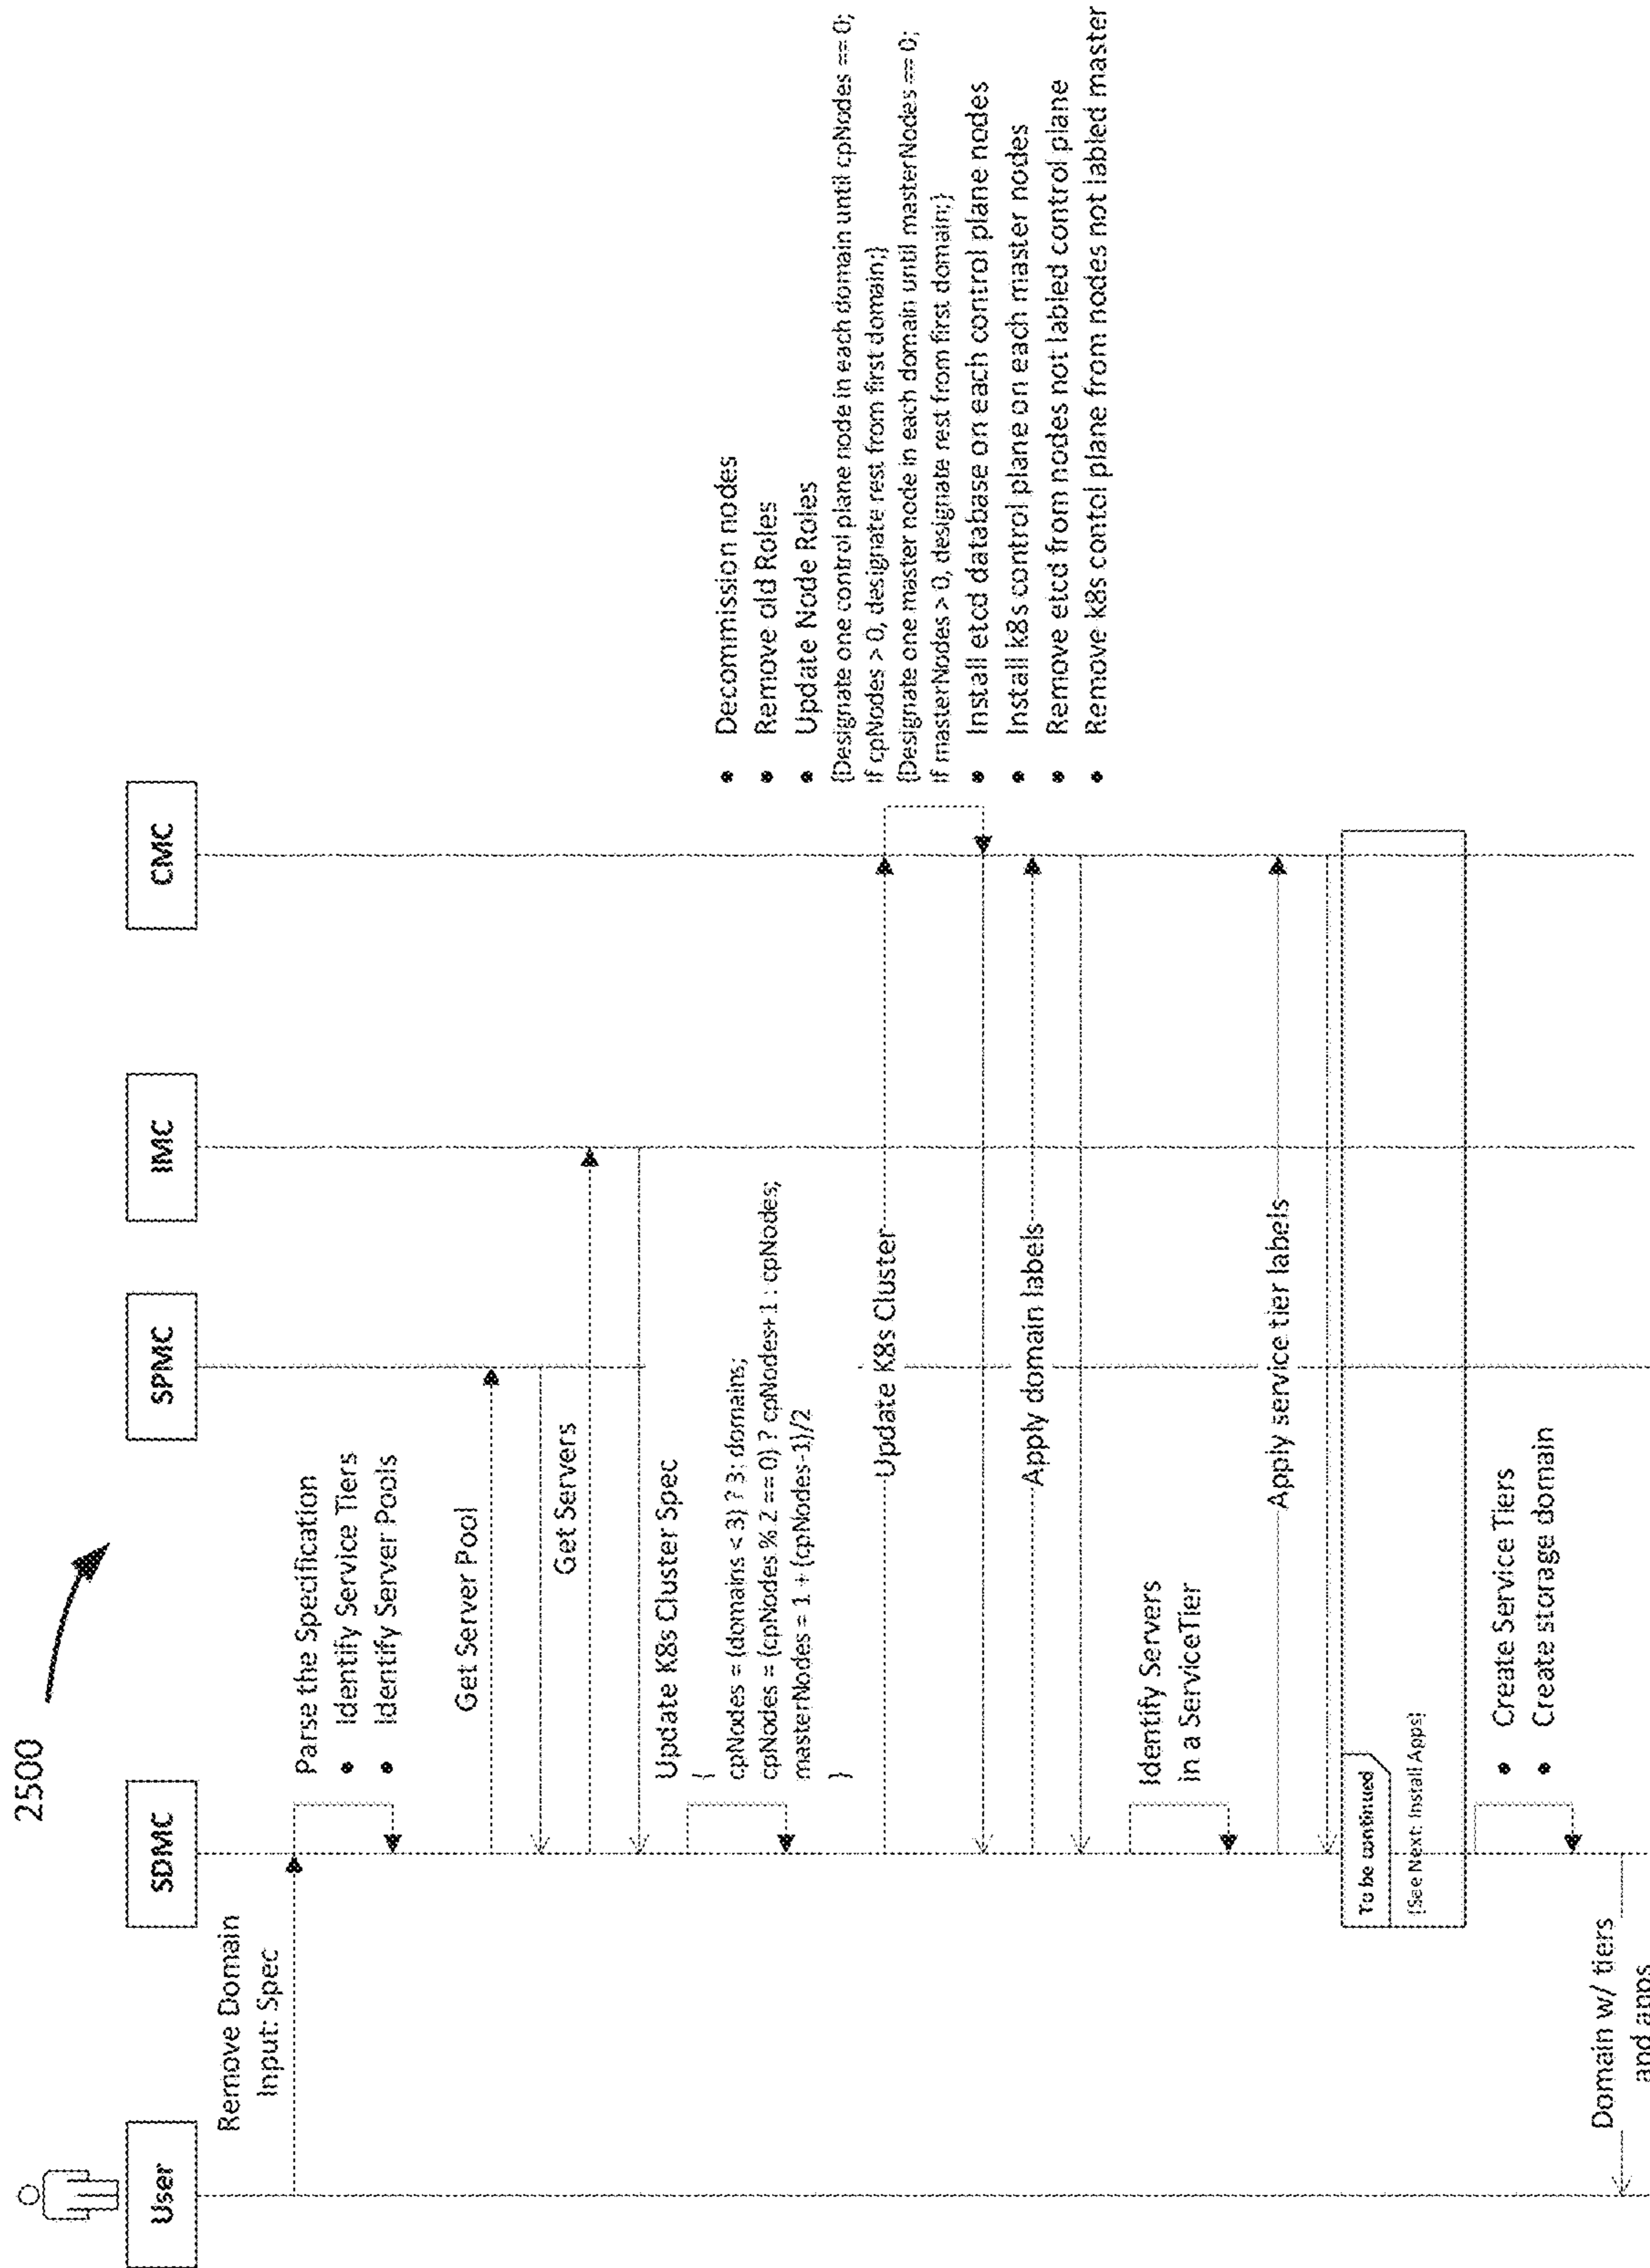 2500
User
SDMC
SPMC
IMC
CMC
Remove Domain
Input: Spec
Parse the Specification
• Identify Service Tiers
• Identify Server Pools
Get Server Pool
Get Servers
Update K8s Cluster Spec
{
cpNodes = (domains < 3) ? 3: domains;
cpNodes = (cpNodes % 2 == 0) ? cpNodes+1 : cpNodes;
masterNodes = 1 + (cpNodes-1)/2
}
Update K8s Cluster
• Decommission nodes
• Remove old Roles
• Update Node Roles
{Designate one control plane node in each domain until cpNodes == 0;
If cpNodes > 0, designate rest from first domain;}
{Designate one master node in each domain until masterNodes == 0;
If masterNodes > 0, designate rest from first domain;}
• Install etcd database on each control plane nodes
• Install k8s control plane on each master nodes
• Remove etcd from nodes not labled control plane
• Remove k8s contol plane from nodes not labled master
Apply domain labels
Identify Servers
in a ServiceTier
Apply service tier labels
To be continued
[See Next: Install Apps]
• Create Service Tiers
• Create storage domain
Domain w/ tiers
and apps